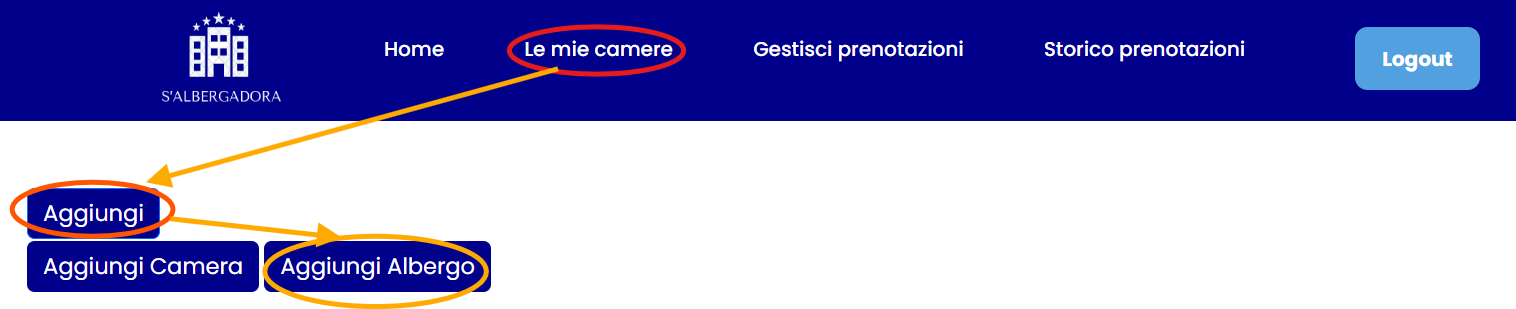 Home
Le mie camere
Gestisci prenotazioni
Storico prenotazioni
Logout
S'ALBERGADORA
Aggiungi
Aggiungi Camera
Aggiungi Albergo